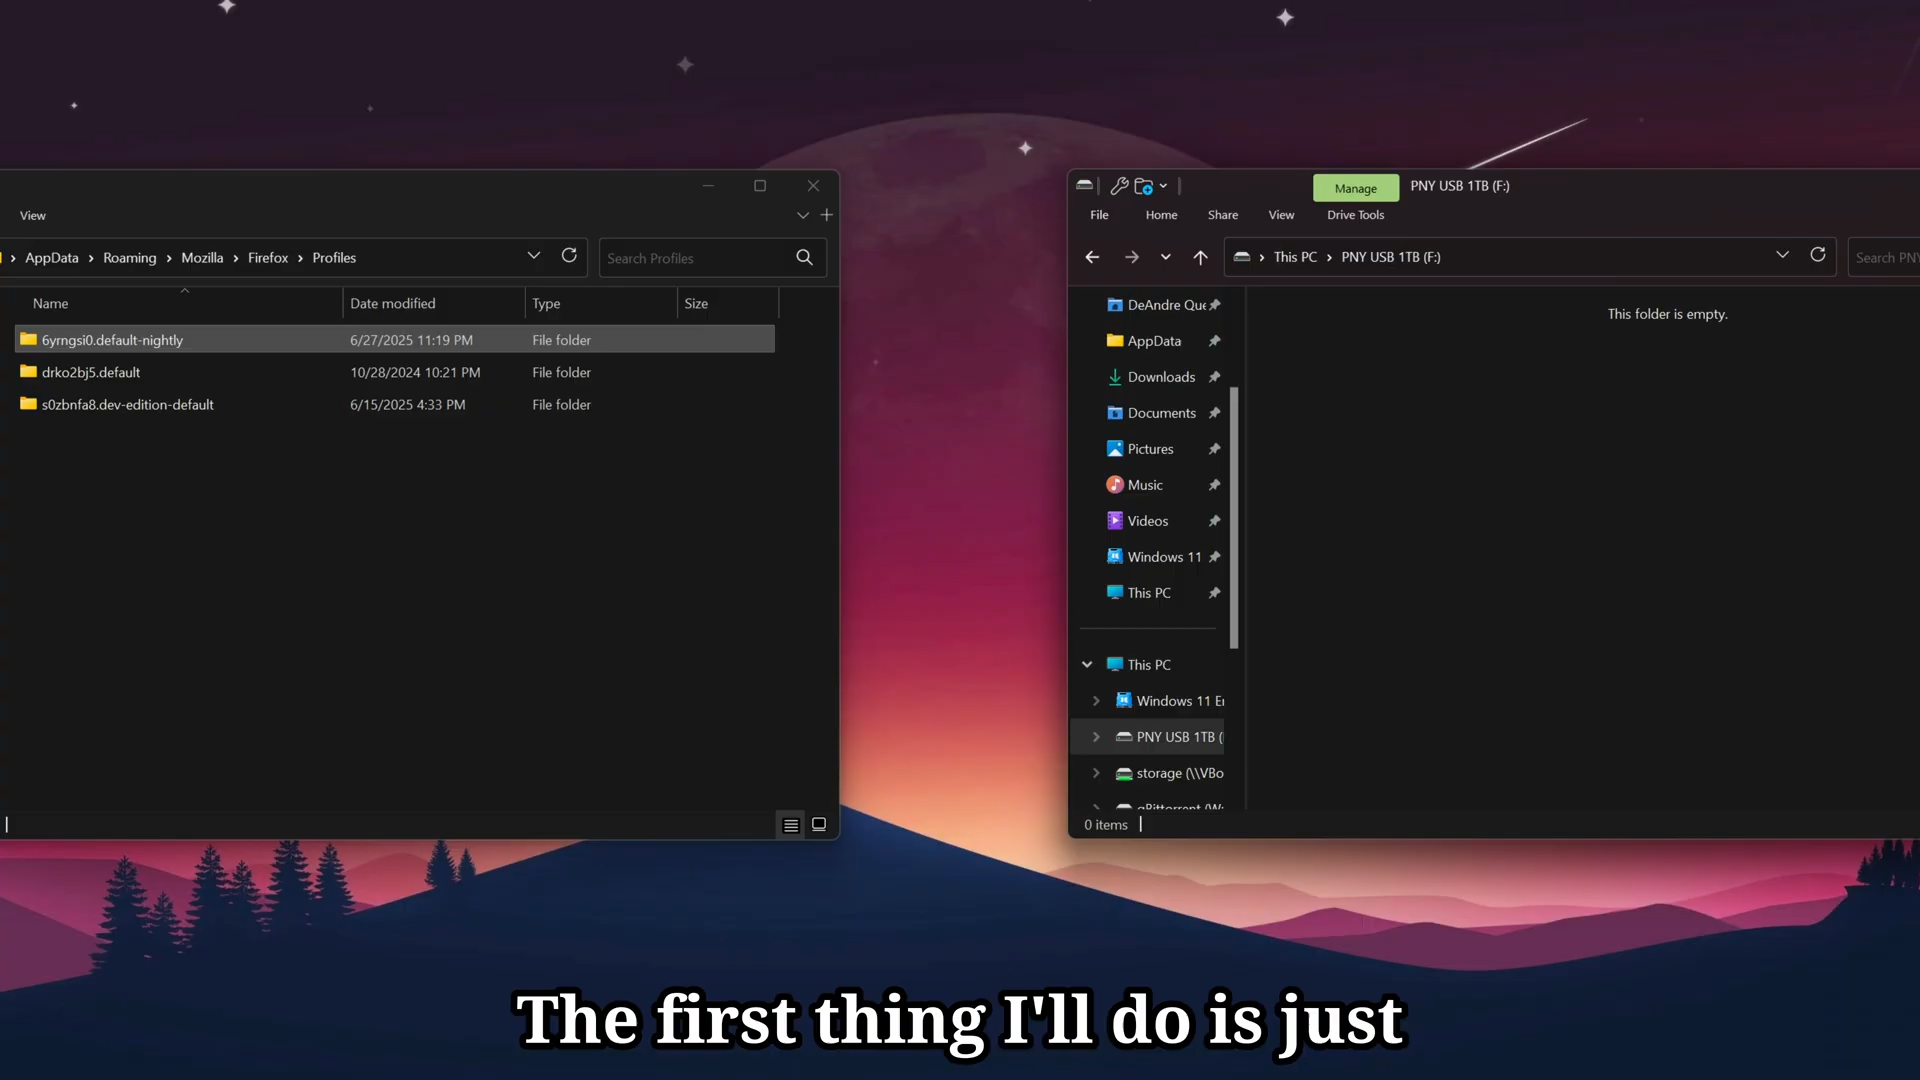 View
AppData > Roaming > Mozilla > Firefox > Profiles
Search Profiles
Name Date modified Type Size
6yrngsi0.default-nightly 6/27/2025 11:19 PM File folder
drko2bj5.default 10/28/2024 10:21 PM File folder
s0zbnfa8.dev-edition-default 6/15/2025 4:33 PM File folder
Manage PNY USB 1TB (F:)
File Home Share View Drive Tools
This PC > PNY USB 1TB (F:)
Search PNY
DeAndre Que
AppData
Downloads
Documents
Pictures
Music
Videos
Windows 11
This PC
This PC
Windows 11 Er
PNY USB 1TB (
storage (\\VBo
qBittorrent (W:
This folder is empty.
0 items
The first thing I'll do is just